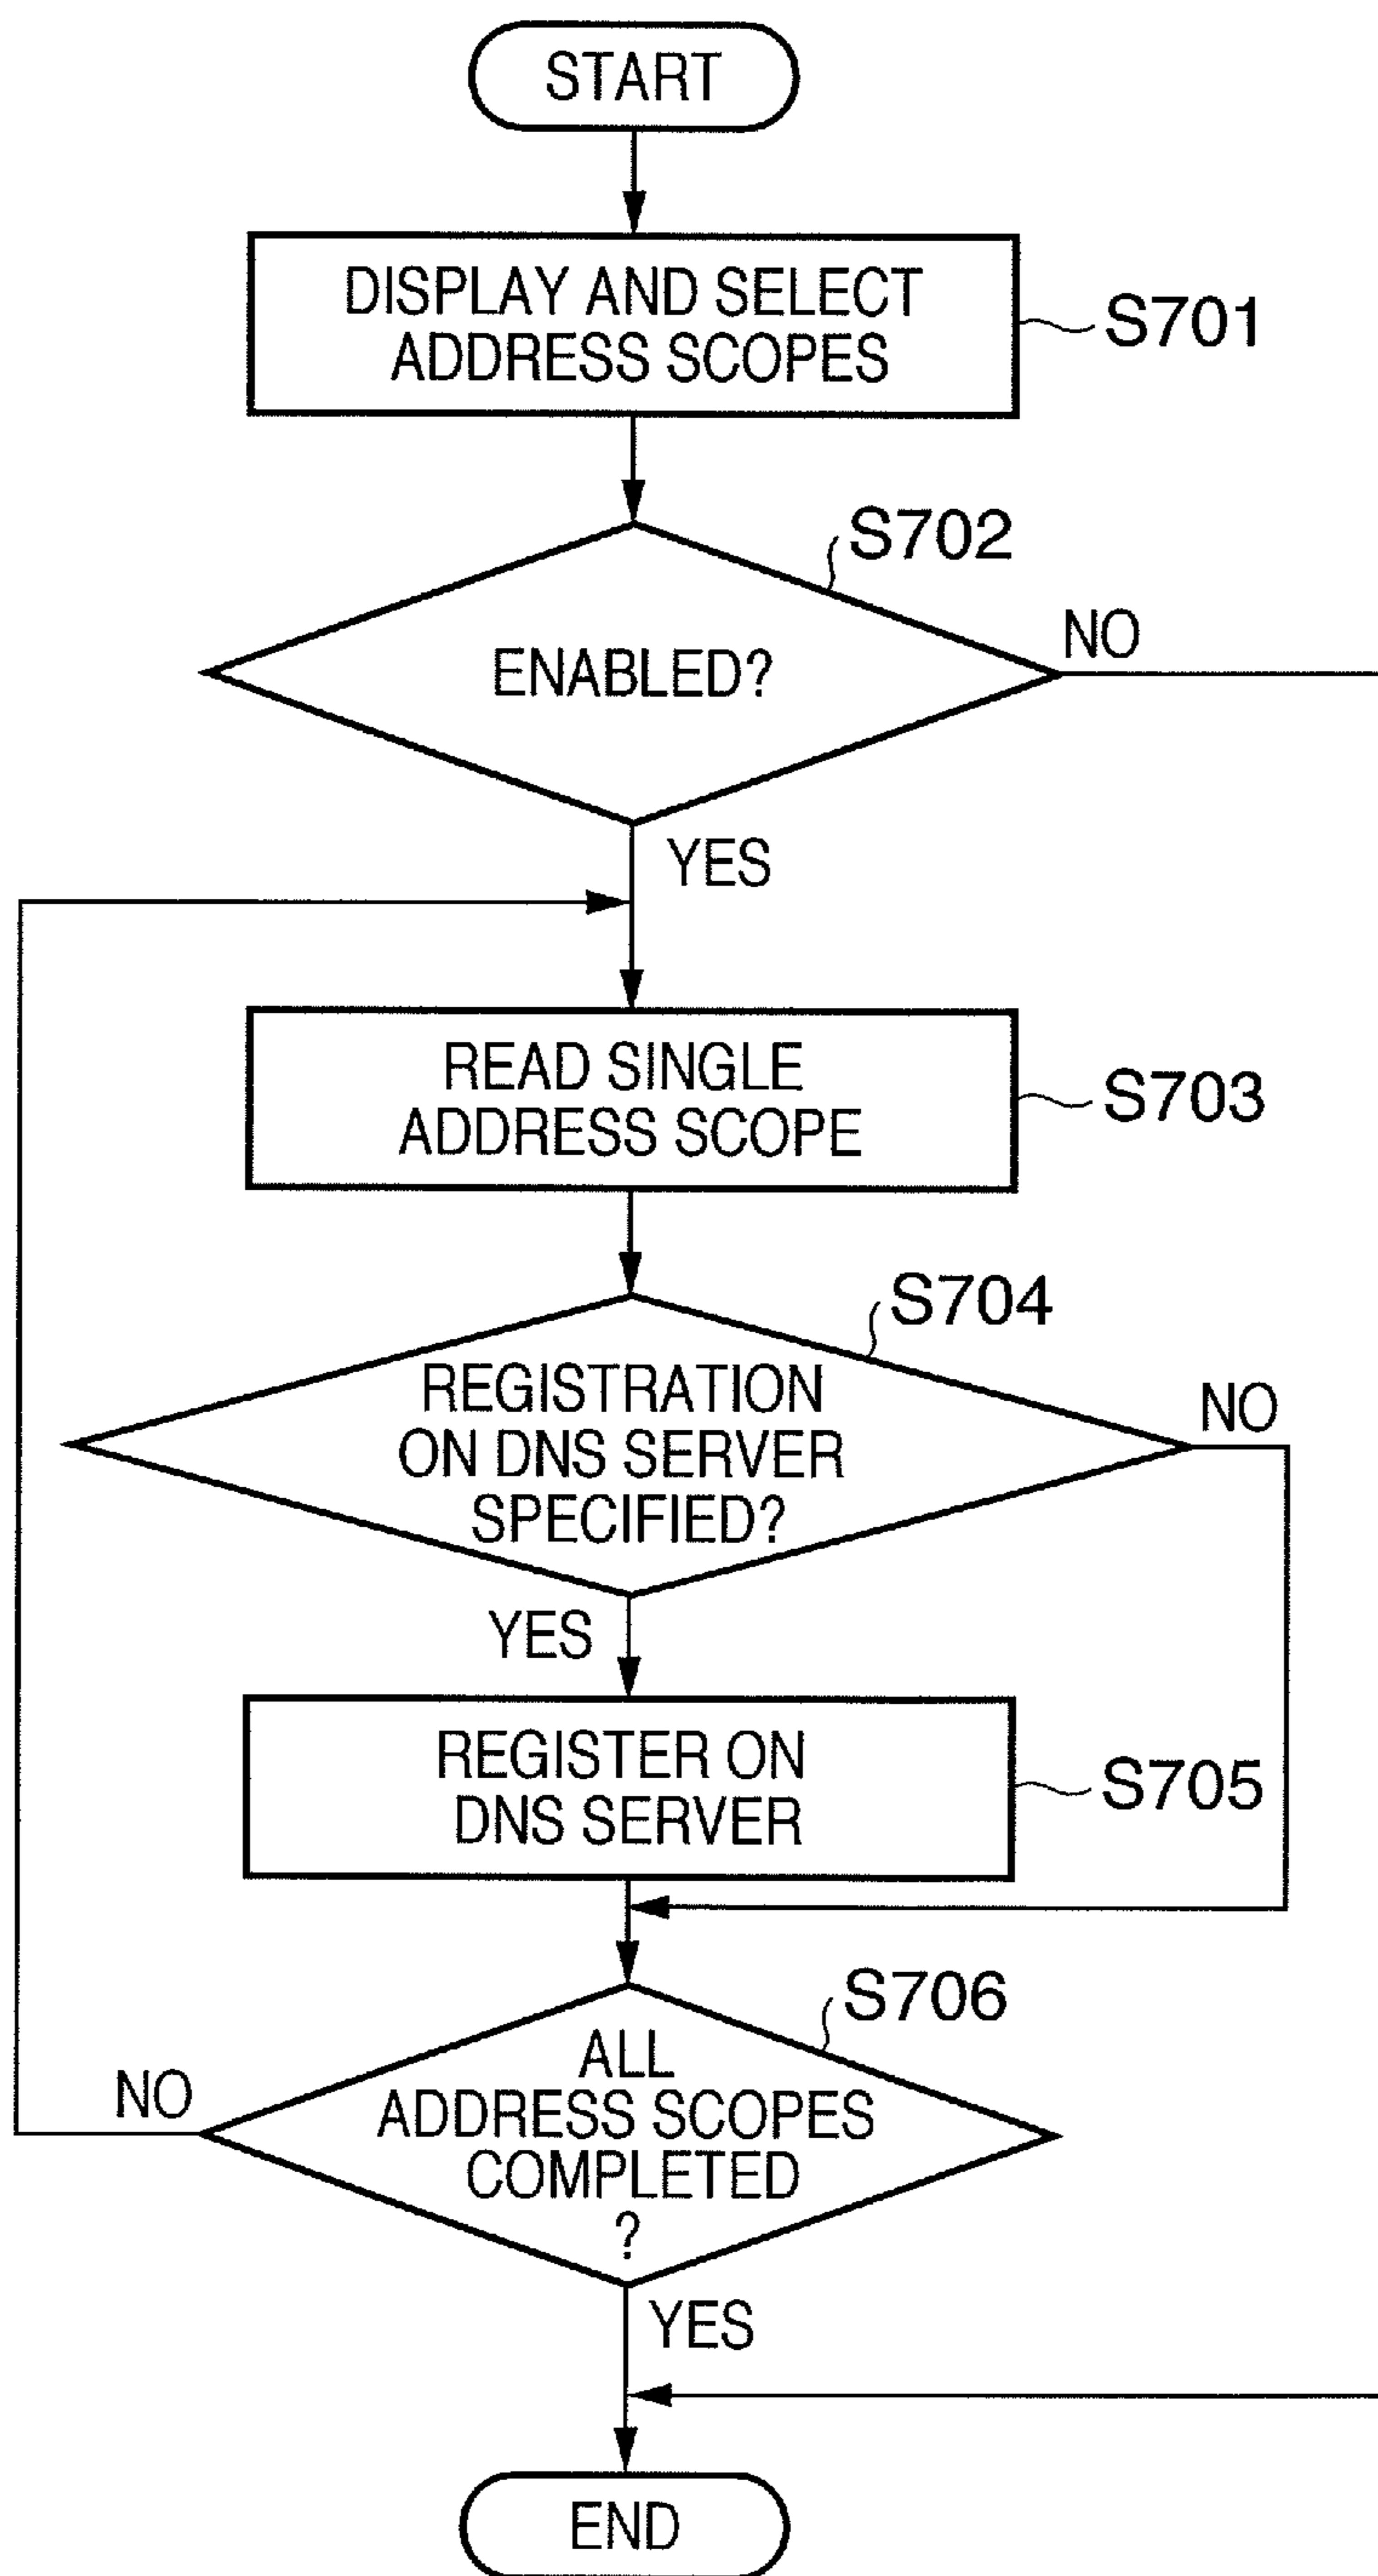 START
DISPLAY AND SELECT
ADDRESS SCOPES
S701
S702
ENABLED?
NO
YES
READ SINGLE
ADDRESS SCOPE
S703
S704
REGISTRATION
ON DNS SERVER
SPECIFIED?
NO
YES
REGISTER ON
DNS SERVER
S705
S706
ALL
ADDRESS SCOPES
COMPLETED
?
NO
YES
END